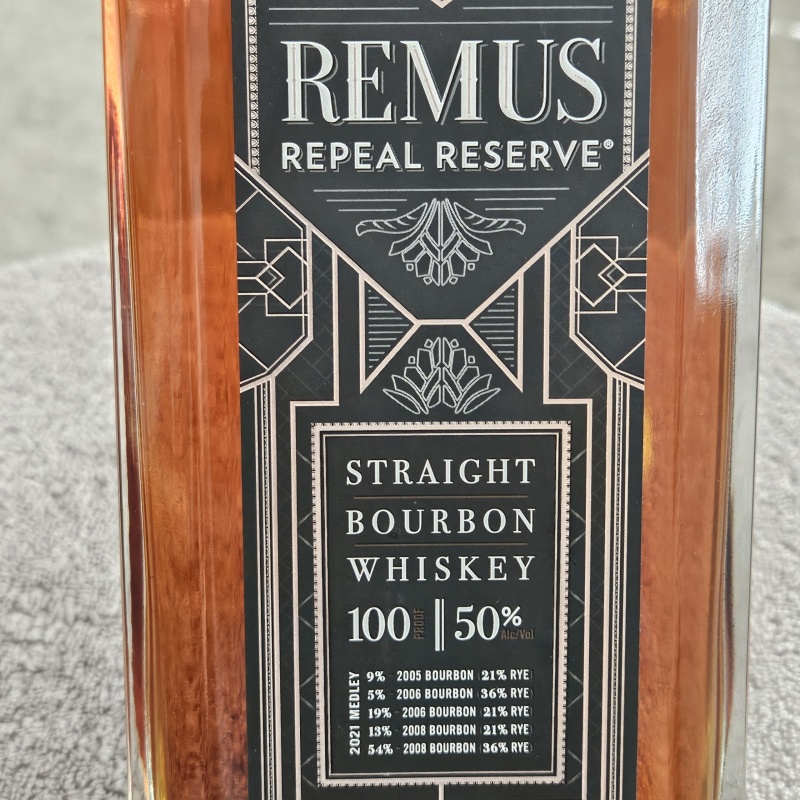 REMUS
REPEAL RESERVE®
STRAIGHT
BOURBON
WHISKEY
100 PROOF 50% Alc/Vol
2021 MEDLEY
9% 2005 BOURBON (21% RYE)
5% 2006 BOURBON (36% RYE)
19% 2006 BOURBON (21% RYE)
13% 2008 BOURBON (21% RYE)
54% 2008 BOURBON (36% RYE)